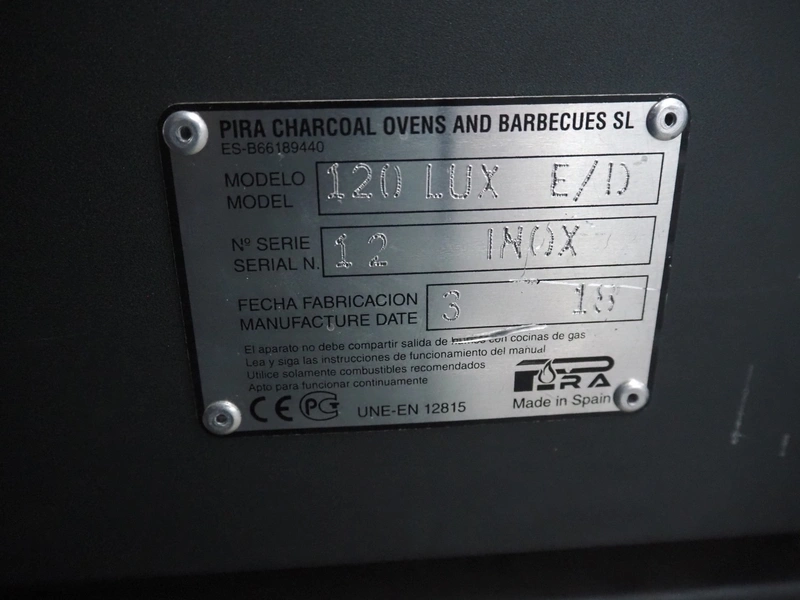 PIRA CHARCOAL OVENS AND BARBECUES SL
ES-B66189440
MODELO
MODEL
120 LUX E/D
Nº SERIE
SERIAL N.
12 INOX
FECHA FABRICACION
MANUFACTURE DATE
3 18
El aparato no debe compartir salida de humos con cocinas de gas
Lea y siga las instrucciones de funcionamiento del manual
Utilice solamente combustibles recomendados
Apto para funcionar continuamente
CE PG UNE-EN 12815
PIRA
Made in Spain